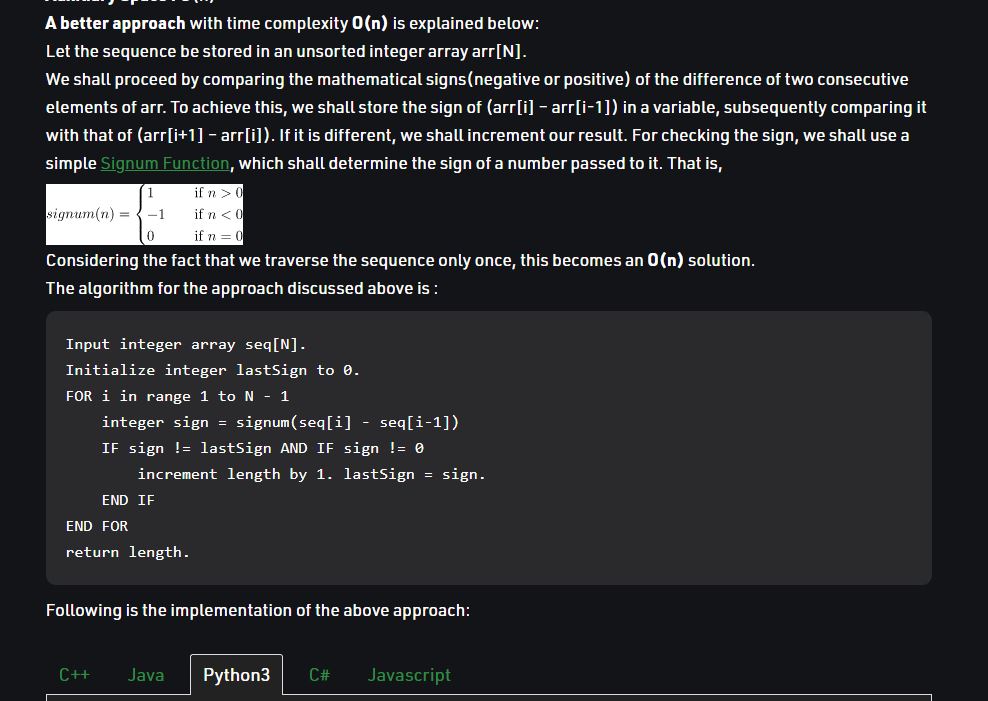 A better approach with time complexity O(n) is explained below:
Let the sequence be stored in an unsorted integer array arr[N].
We shall proceed by comparing the mathematical signs(negative or positive) of the difference of two consecutive
elements of arr. To achieve this, we shall store the sign of (arr[i] – arr[i-1]) in a variable, subsequently comparing it
with that of (arr[i+1] – arr[i]). If it is different, we shall increment our result. For checking the sign, we shall use a
simple Signum Function, which shall determine the sign of a number passed to it. That is,
signum(n) = { 1 if n > 0
−1 if n < 0
0 if n = 0
Considering the fact that we traverse the sequence only once, this becomes an O(n) solution.
The algorithm for the approach discussed above is :
Input integer array seq[N].
Initialize integer lastSign to 0.
FOR i in range 1 to N - 1
    integer sign = signum(seq[i] - seq[i-1])
    IF sign != lastSign AND IF sign != 0
        increment length by 1. lastSign = sign.
    END IF
END FOR
return length.
Following is the implementation of the above approach:
C++ Java Python3 C# Javascript